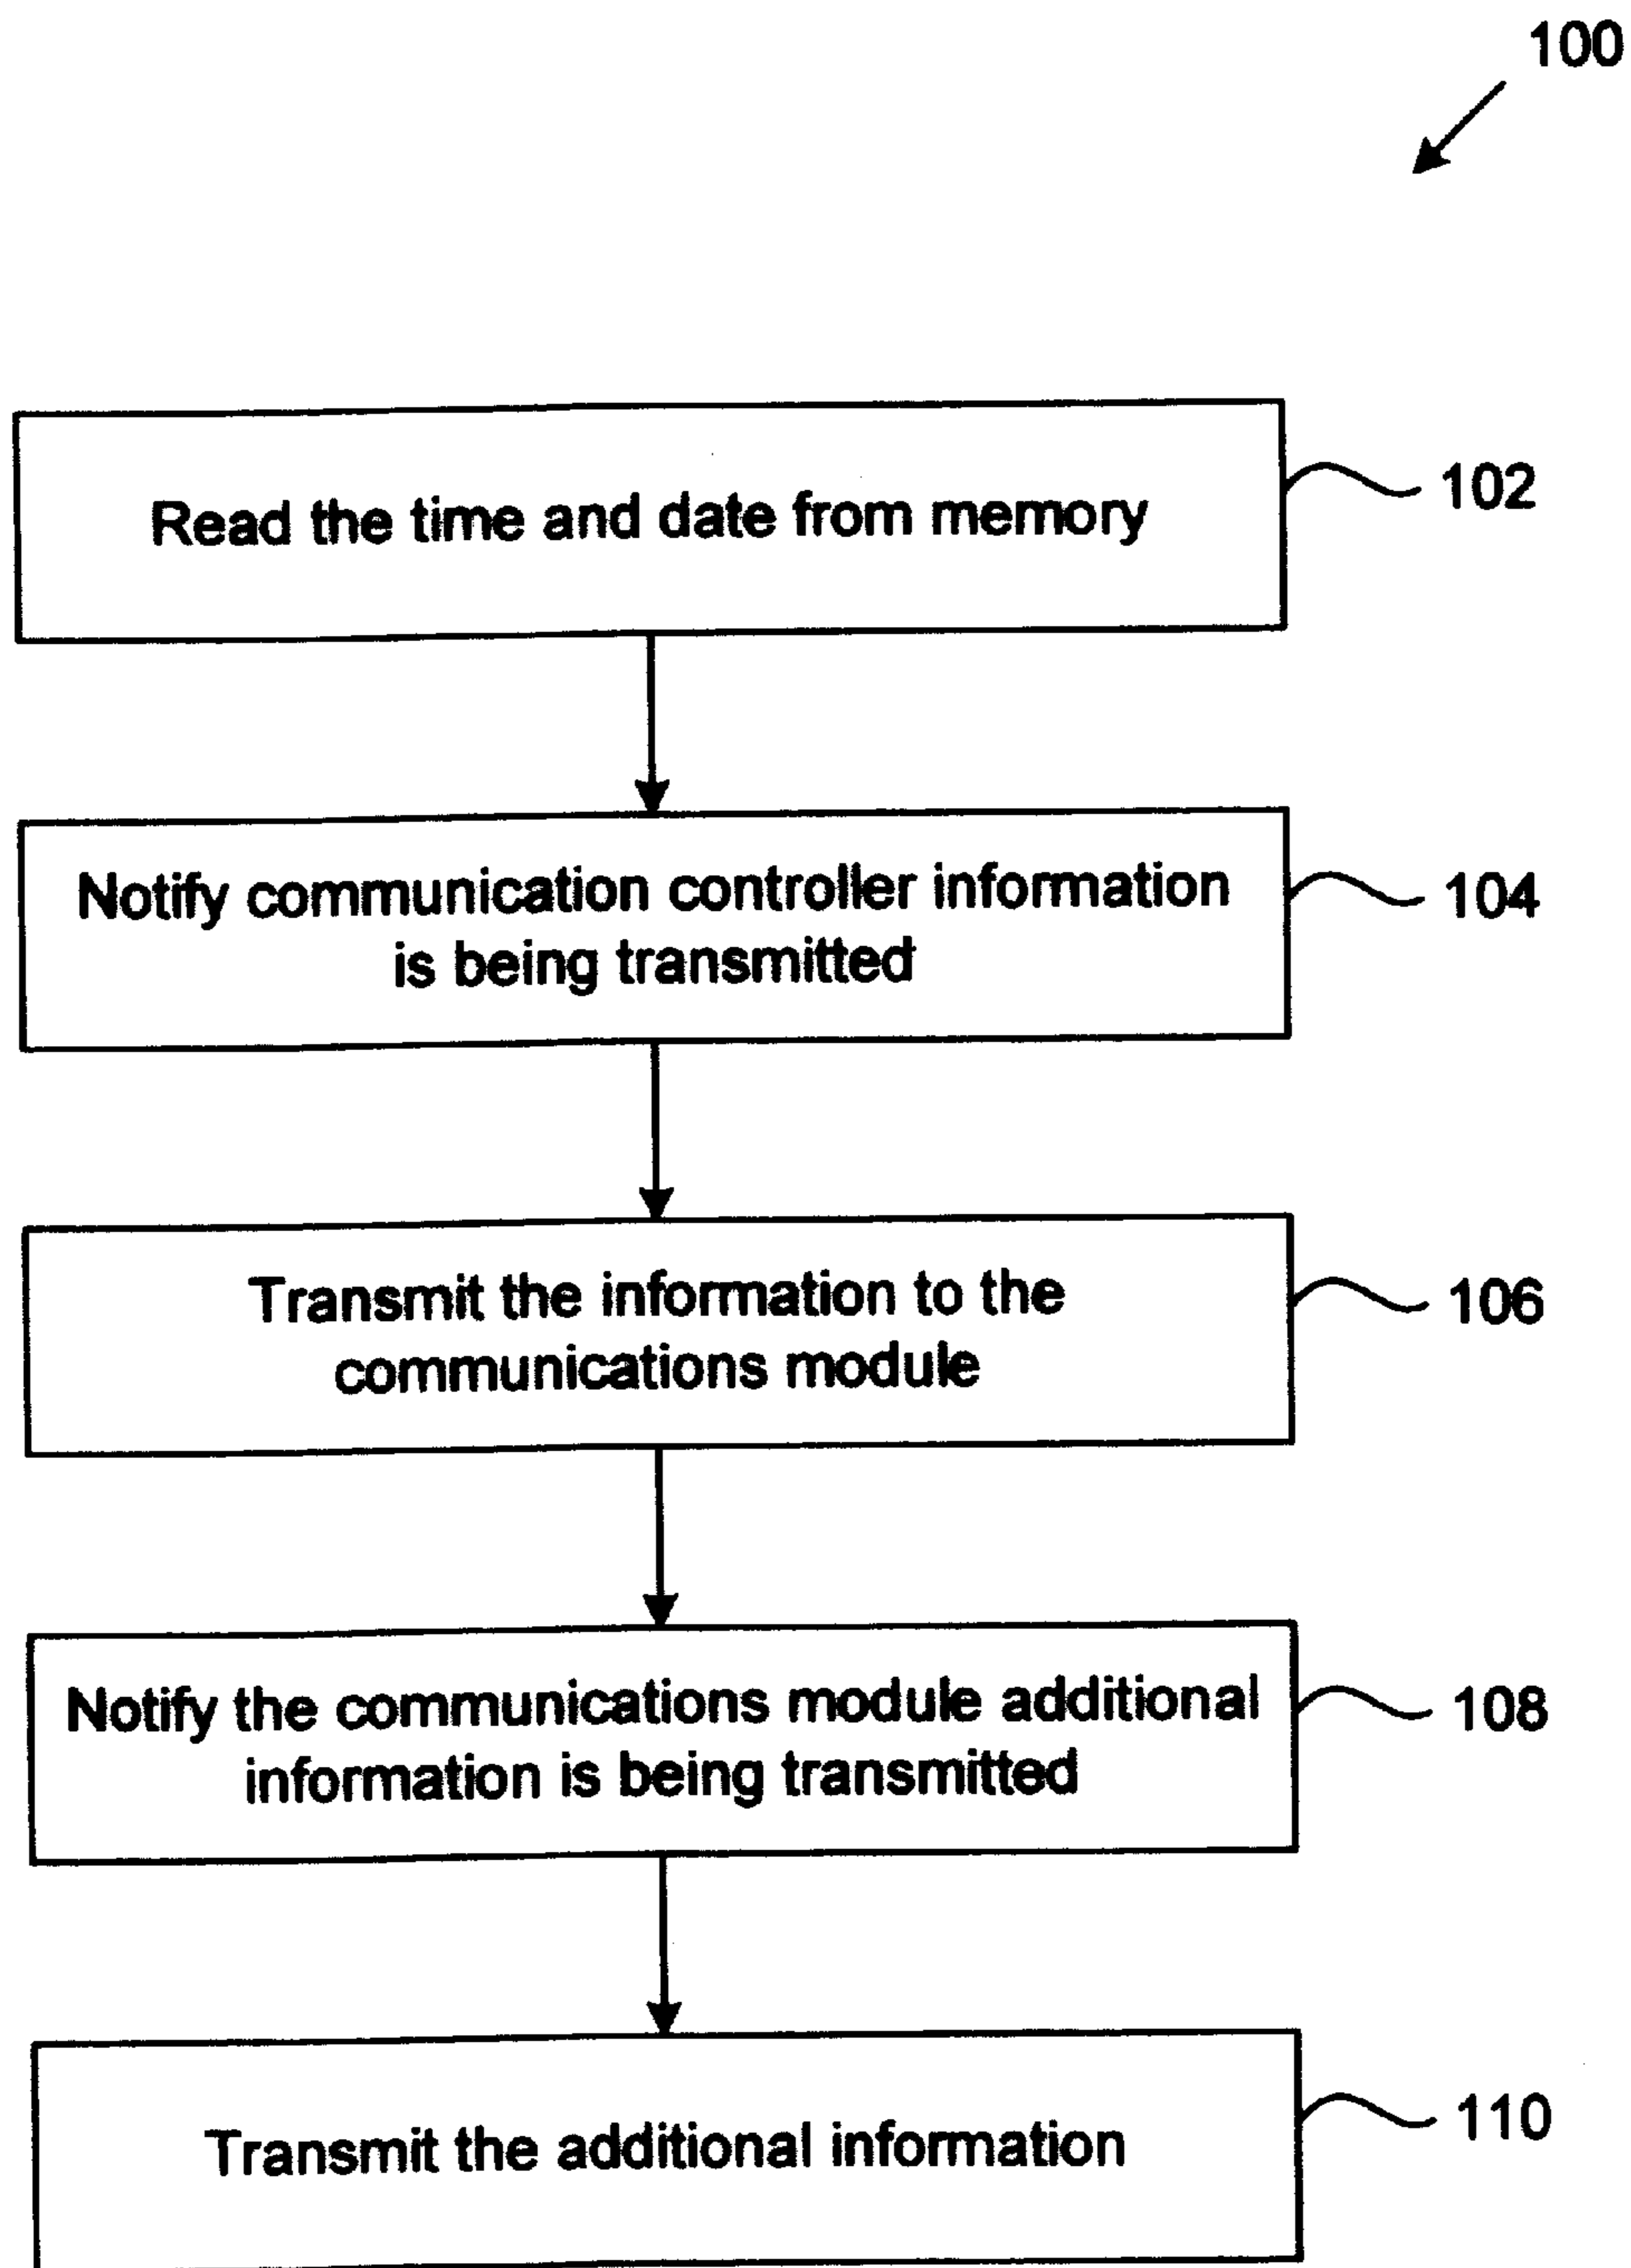 100
Read the time and date from memory
102
Notify communication controller information
is being transmitted
104
Transmit the information to the
communications module
106
Notify the communications module additional
information is being transmitted
108
Transmit the additional information
110